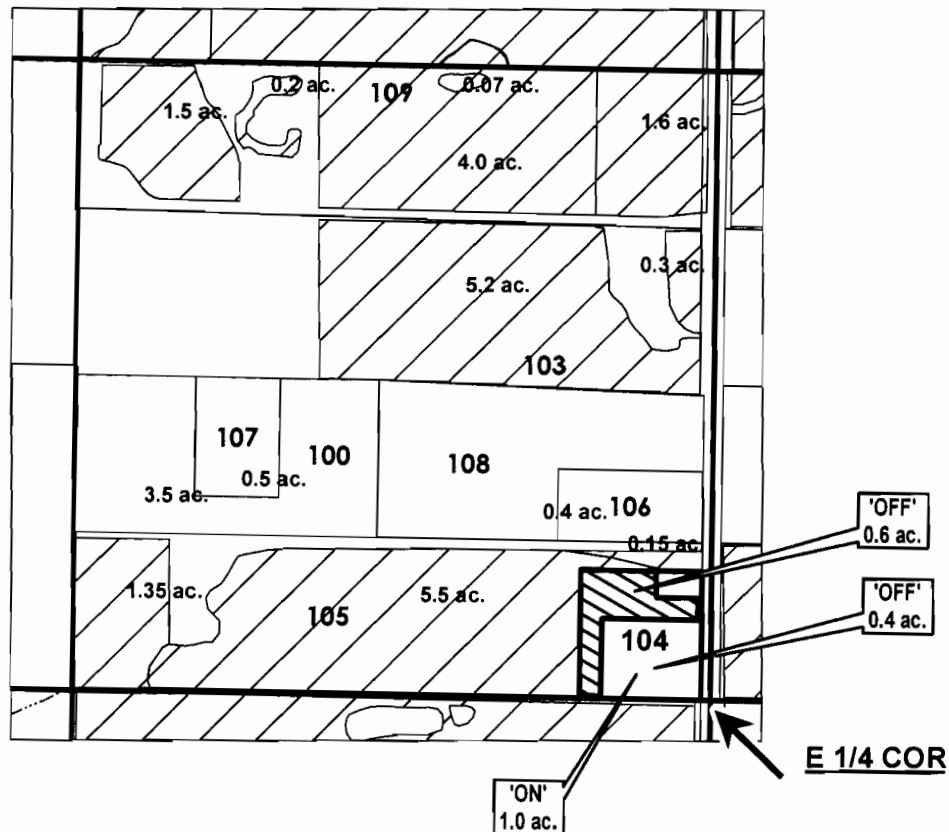 0.2 ac.
109
0.07 ac.
1.5 ac.
1.6 ac.
4.0 ac.
0.3 ac.
5.2 ac.
103
107
100
108
0.5 ac.
3.5 ac.
0.4 ac.
106
0.15 ac.
'OFF'
0.6 ac.
1.35 ac.
5.5 ac.
105
104
'OFF'
0.4 ac.
E 1/4 COR
'ON'
1.0 ac.